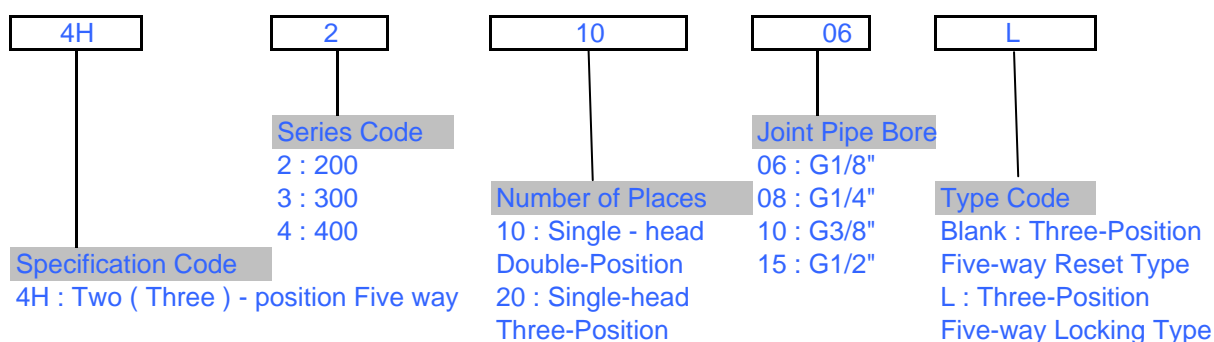 4H 2 10 06 L
Series Code
2 : 200
3 : 300
4 : 400
Specification Code
4H : Two ( Three ) - position Five way
Number of Places
10 : Single - head
Double-Position
20 : Single-head
Three-Position
Joint Pipe Bore
06 : G1/8"
08 : G1/4"
10 : G3/8"
15 : G1/2"
Type Code
Blank : Three-Position
Five-way Reset Type
L : Three-Position
Five-way Locking Type